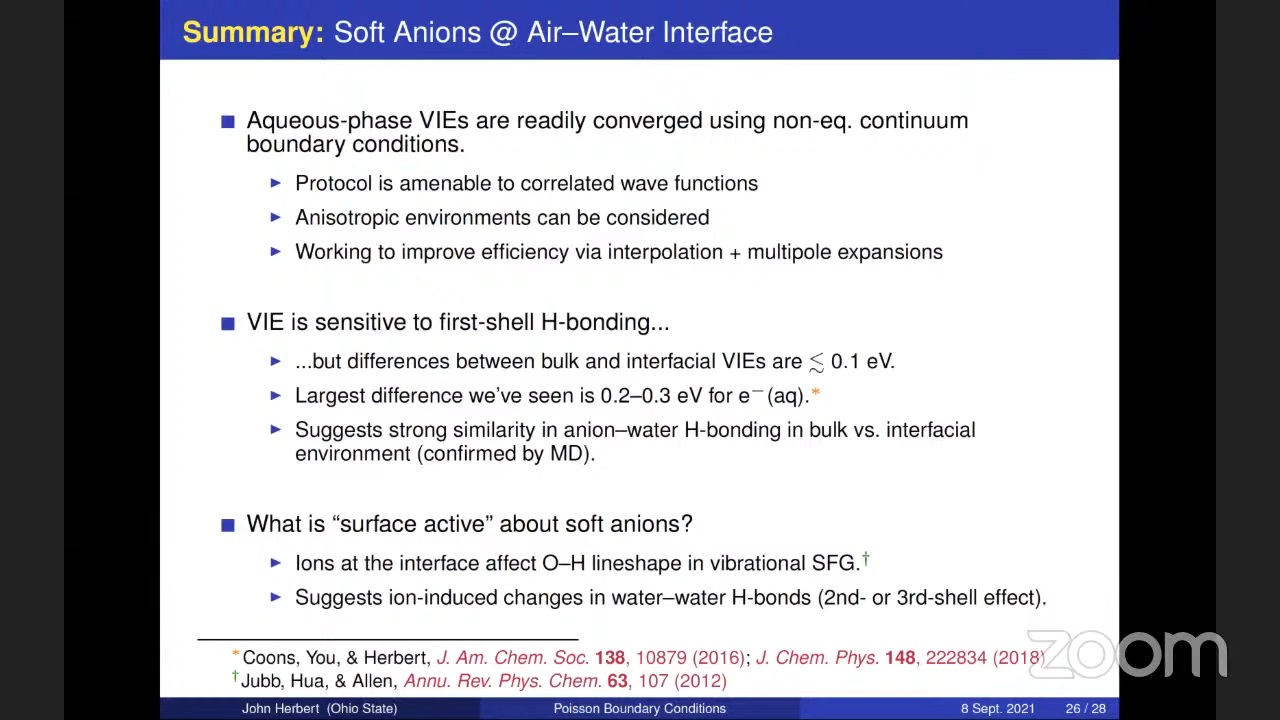 Summary: Soft Anions @ Air–Water Interface
Aqueous-phase VIEs are readily converged using non-eq. continuum
boundary conditions.
Protocol is amenable to correlated wave functions
Anisotropic environments can be considered
Working to improve efficiency via interpolation + multipole expansions
VIE is sensitive to first-shell H-bonding...
...but differences between bulk and interfacial VIEs are ≲ 0.1 eV.
Largest difference we've seen is 0.2–0.3 eV for e⁻(aq).*
Suggests strong similarity in anion–water H-bonding in bulk vs. interfacial
environment (confirmed by MD).
What is “surface active” about soft anions?
Ions at the interface affect O–H lineshape in vibrational SFG.†
Suggests ion-induced changes in water–water H-bonds (2nd- or 3rd-shell effect).
*Coons, You, & Herbert, J. Am. Chem. Soc. 138, 10879 (2016); J. Chem. Phys. 148, 222834 (2018)
†Jubb, Hua, & Allen, Annu. Rev. Phys. Chem. 63, 107 (2012)
zoom
John Herbert (Ohio State) Poisson Boundary Conditions 8 Sept. 2021 26 / 28